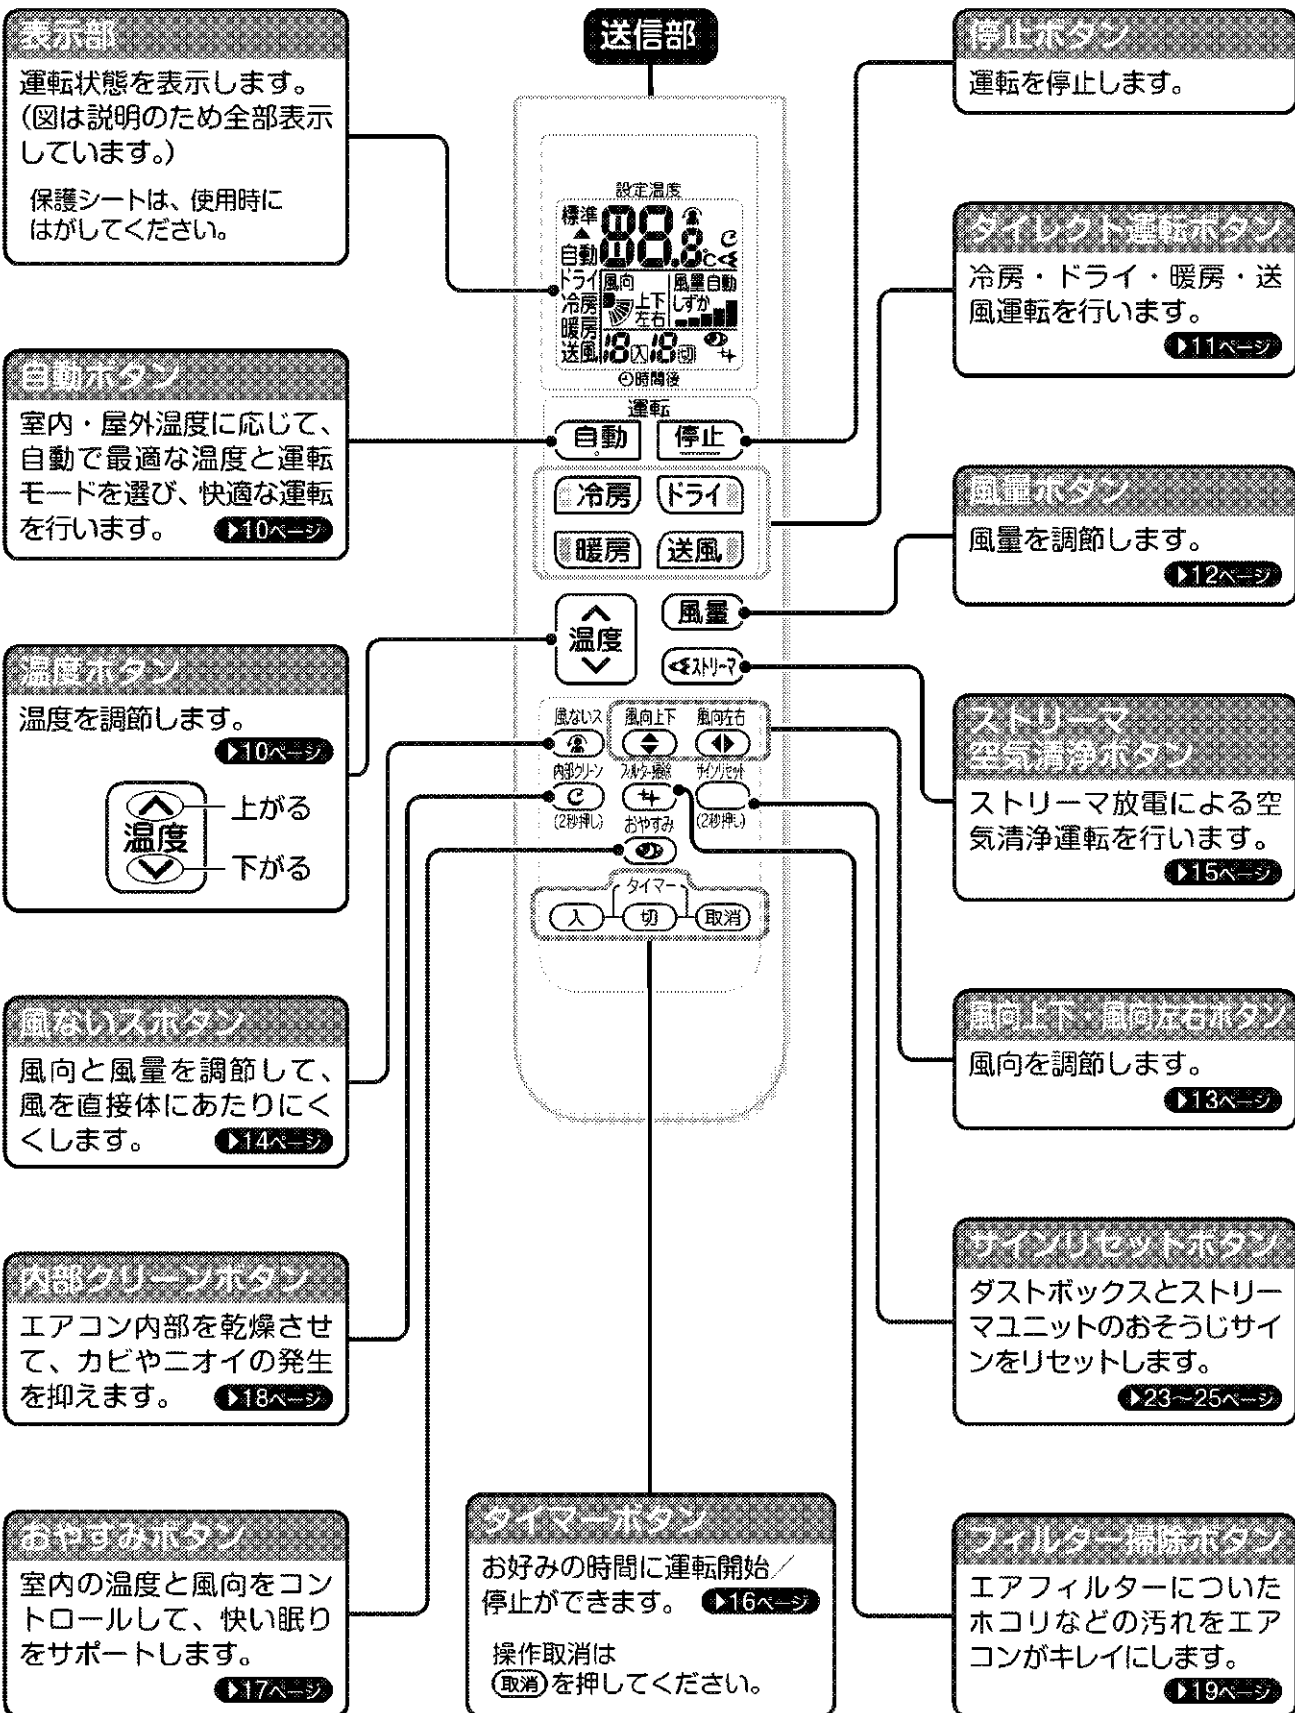 表示部
運転状態を表示します。
(図は説明のため全部表示
しています。)
保護シートは、使用時に
はがしてください。
自動ボタン
室内・屋外温度に応じて、
自動で最適な温度と運転
モードを選び、快適な運転
を行います。 ▶10ページ
温度ボタン
温度を調節します。
▶10ページ
温度
上がる
下がる
風ないスボタン
風向と風量を調節して、
風を直接体にあたりにく
くします。 ▶14ページ
内部クリーンボタン
エアコン内部を乾燥させ
て、カビやニオイの発生
を抑えます。 ▶18ページ
おやすみボタン
室内の温度と風向をコン
トロールして、快い眠り
をサポートします。
▶17ページ
送信部
設定温度
標準 88.8℃
▲
自動
ドライ 風向 風量自動
冷房 上下 しずか
暖房 左右
送風 18入 18切
時間後
運転
自動 停止
冷房 ドライ
暖房 送風
温度 風量
ストリーマ
風ないス 風向上下 風向左右
内部クリーン フィルター掃除 サインリセット
(2秒押し) おやすみ (2秒押し)
タイマー
入 切 取消
タイマーボタン
お好みの時間に運転開始/
停止ができます。 ▶16ページ
操作取消は
取消を押してください。
停止ボタン
運転を停止します。
ダイレクト運転ボタン
冷房・ドライ・暖房・送
風運転を行います。
▶11ページ
風量ボタン
風量を調節します。
▶12ページ
ストリーマ
空気清浄ボタン
ストリーマ放電による空
気清浄運転を行います。
▶15ページ
風向上下・風向左右ボタン
風向を調節します。
▶13ページ
サインリセットボタン
ダストボックスとストリー
マユニットのおそうじサイ
ンをリセットします。
▶23~25ページ
フィルター掃除ボタン
エアフィルターについた
ホコリなどの汚れをエア
コンがキレイにします。
▶19ページ